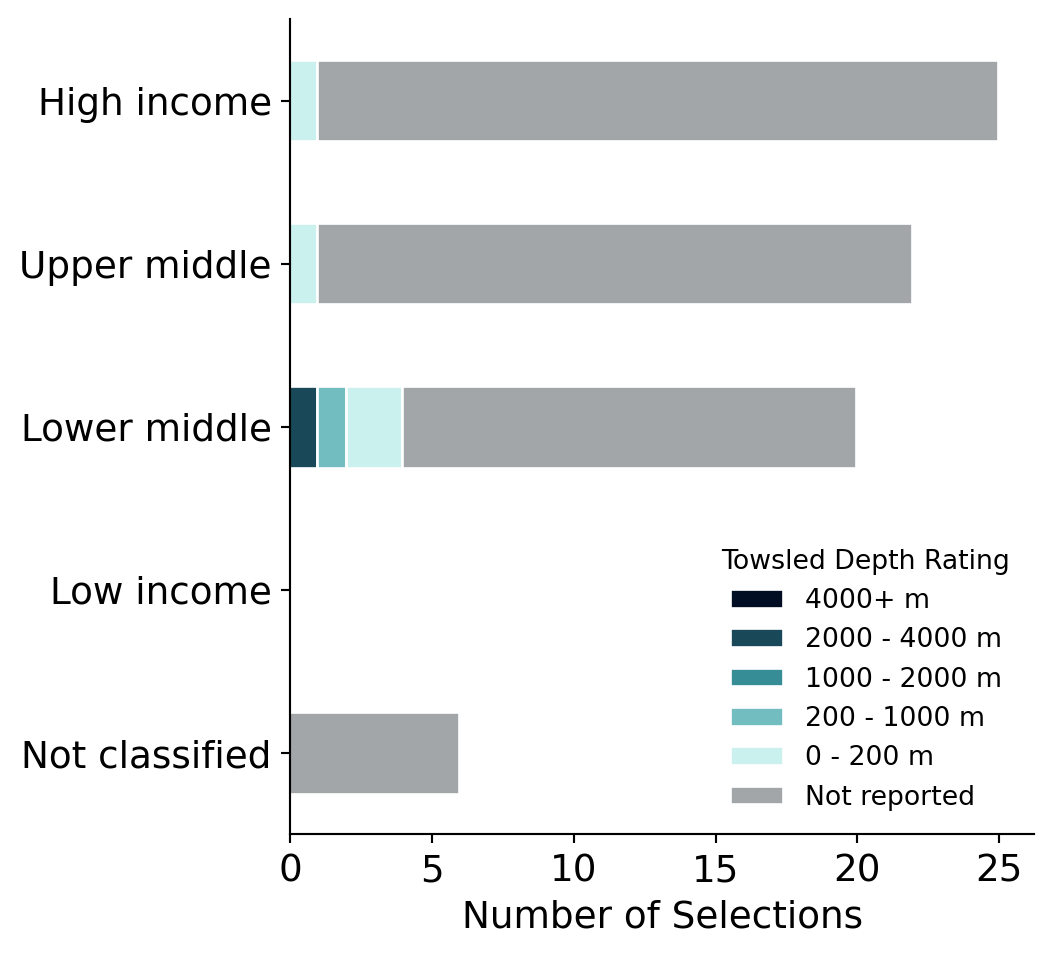 High income
Upper middle
Lower middle
Low income
Not classified
Towsled Depth Rating
4000+ m
2000 - 4000 m
1000 - 2000 m
200 - 1000 m
0 - 200 m
Not reported
0 5 10 15 20 25
Number of Selections